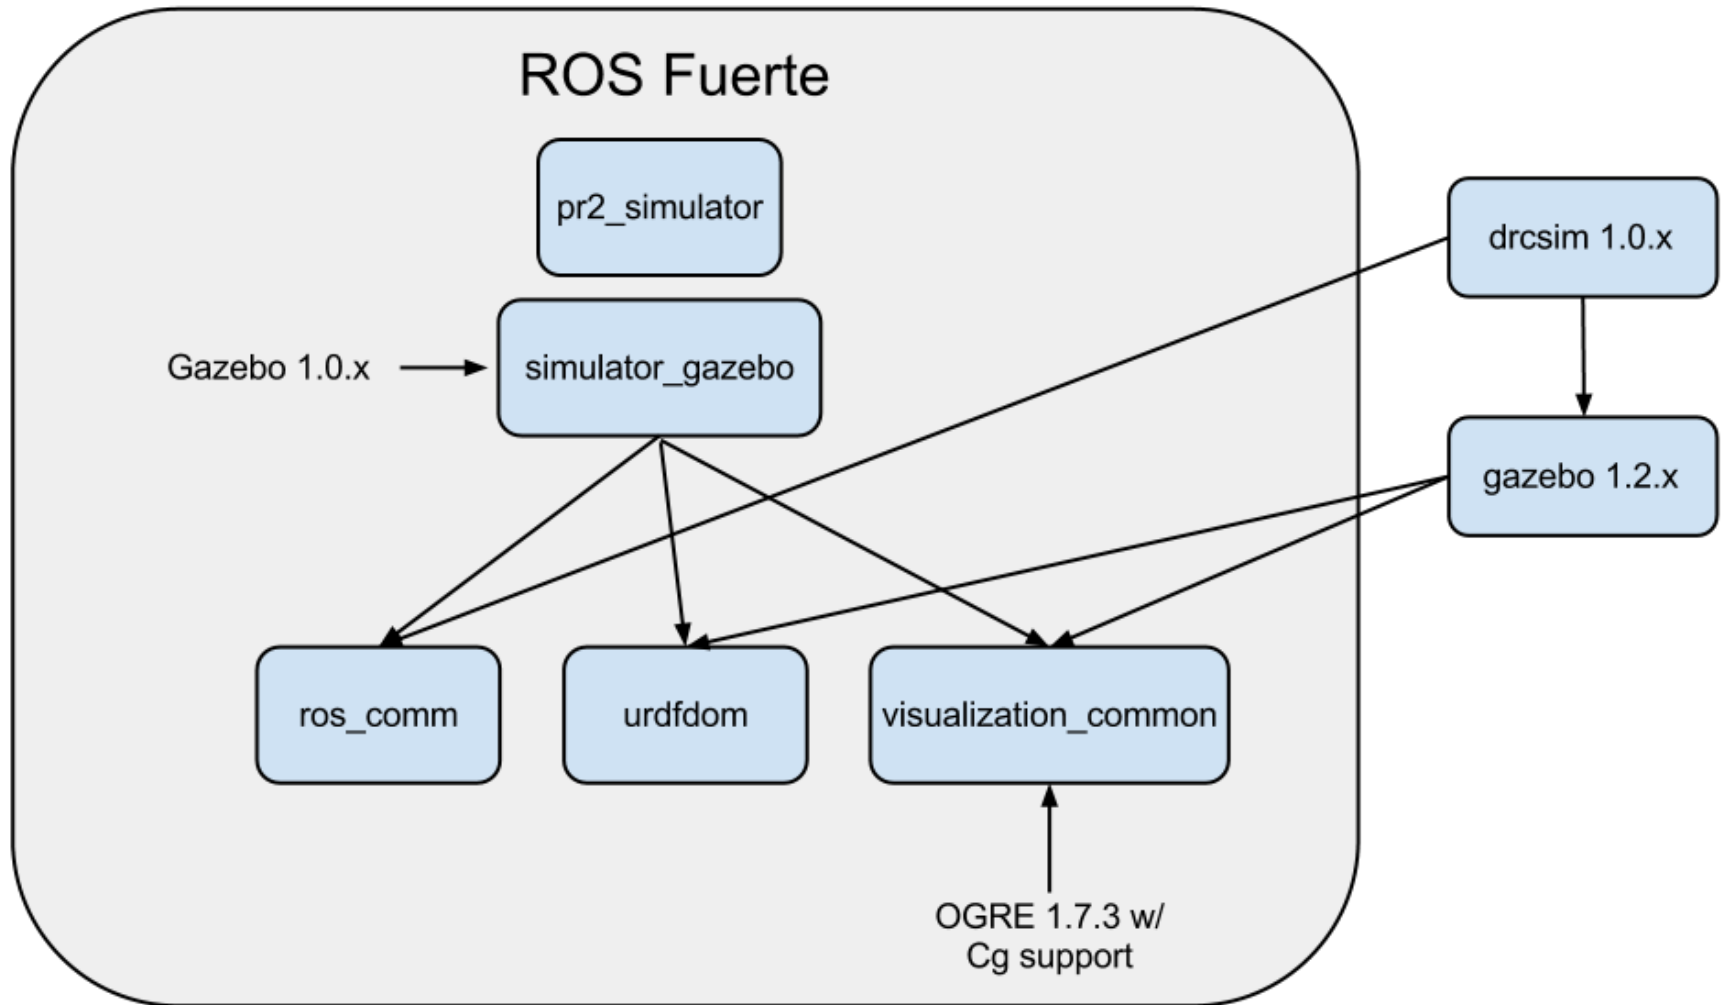 ROS Fuerte
pr2_simulator
drcsim 1.0.x
Gazebo 1.0.x
simulator_gazebo
gazebo 1.2.x
ros_comm
urdfdom
visualization_common
OGRE 1.7.3 w/
Cg support